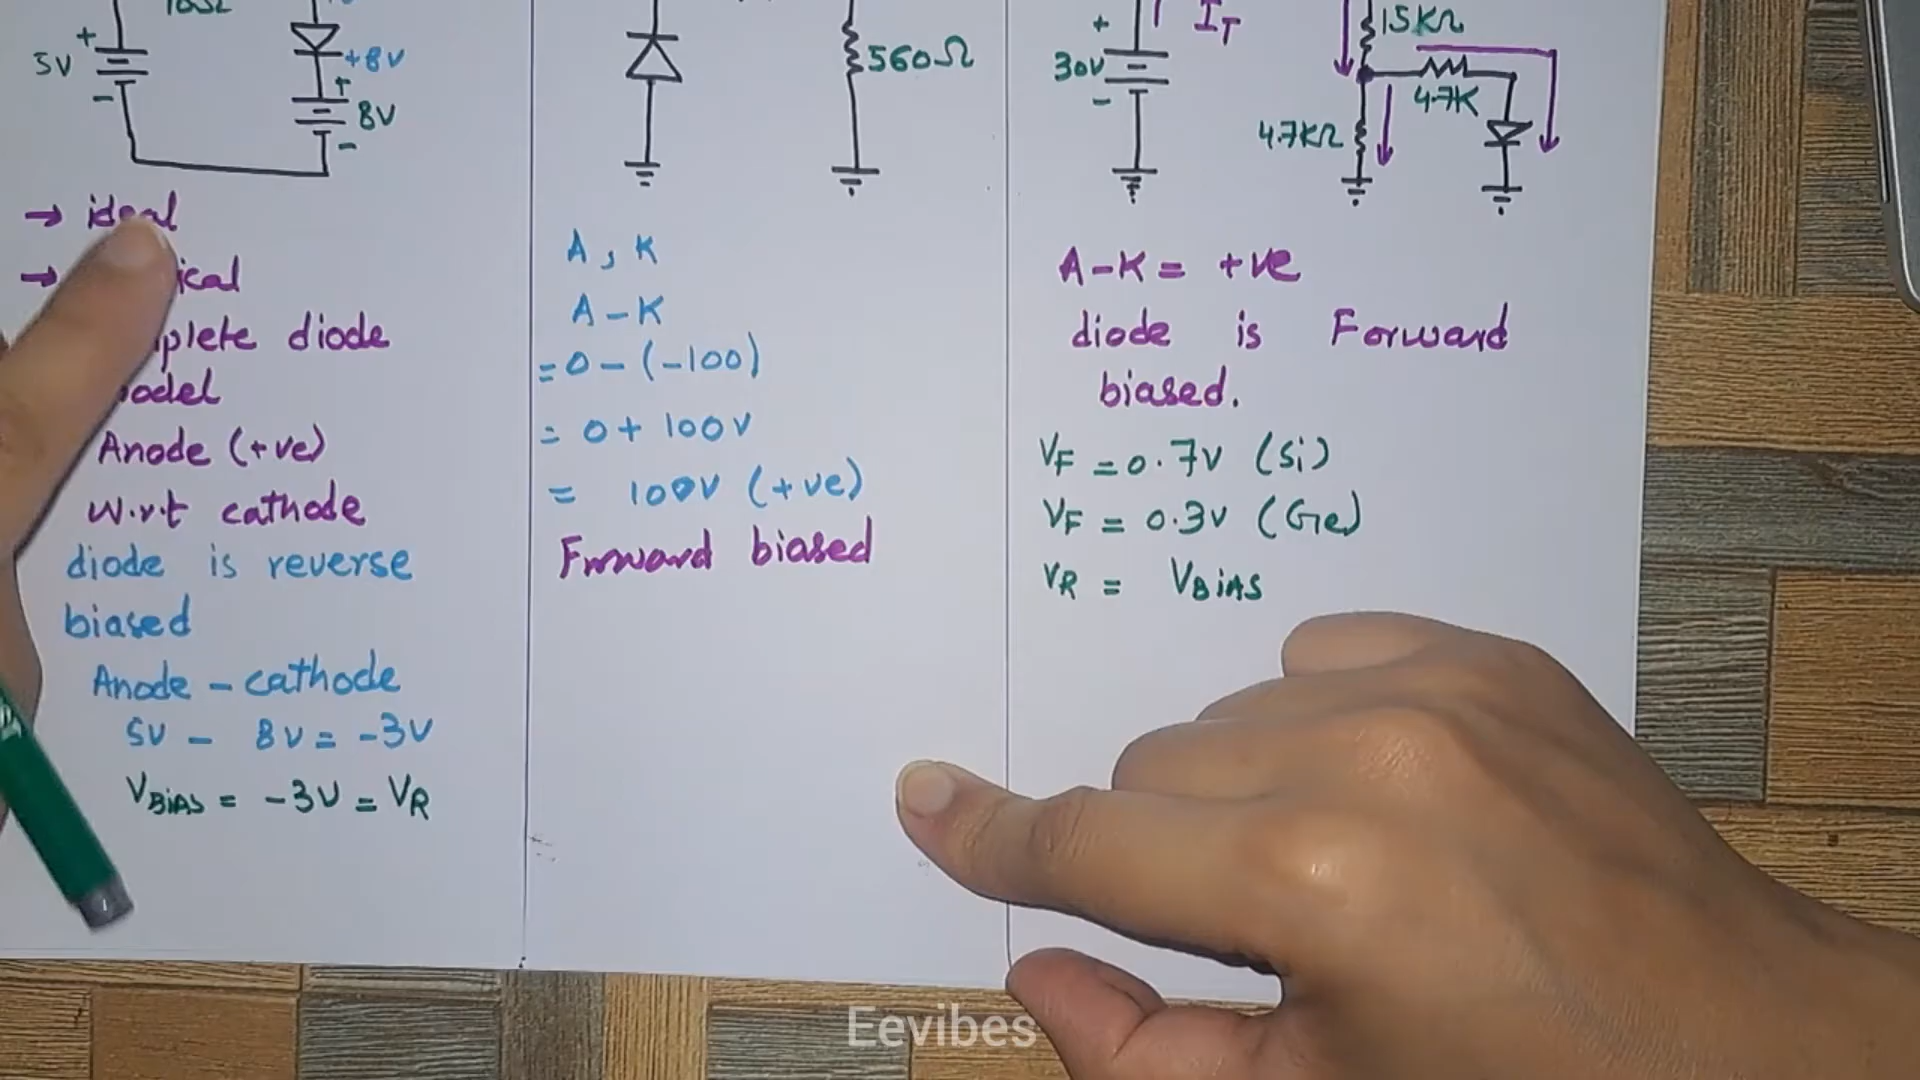 5V
+
-
+8V
+
8V
-
→ ideal
→ ical
plete diode
odel
Anode (+ve)
w.r.t cathode
diode is reverse
biased
Anode - cathode
5V - 8V = -3V
VBIAS = -3V = VR
560Ω
A, K
A-K
= 0 - (-100)
= 0 + 100V
= 100V (+ve)
Forward biased
+
30V
-
IT
15KΩ
4.7K
4.7KΩ
A-K = +ve
diode is Forward
biased.
VF = 0.7V (Si)
VF = 0.3V (Ge)
VR = VBIAS
Eevibes